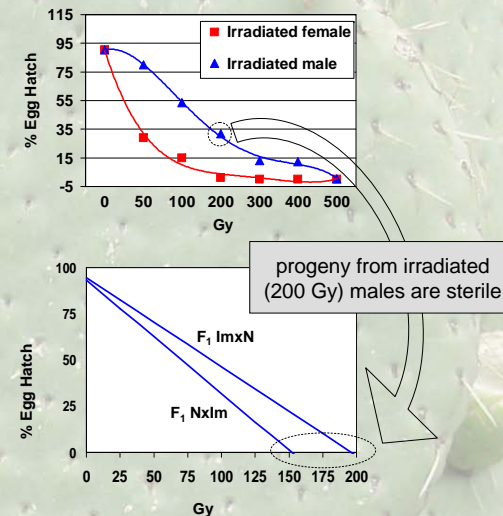 115
95
75
55
35
15
-5
% Egg Hatch
Irradiated female
Irradiated male
0 50 100 200 300 400 500
Gy
progeny from irradiated
(200 Gy) males are sterile
100
75
50
25
0
% Egg Hatch
F₁ ImxN
F₁ NxIm
0 25 50 75 100 125 150 175 200
Gy